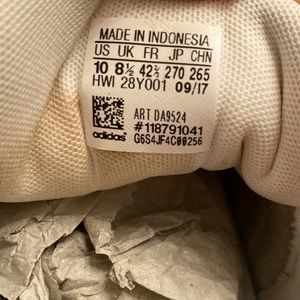 MADE IN INDONESIA
US UK FR JP CHN
10 8½ 42⅔ 270 265
HWI 28Y001 09/17
ART DA9524
#118791041
adidas G6S4JF4C00256